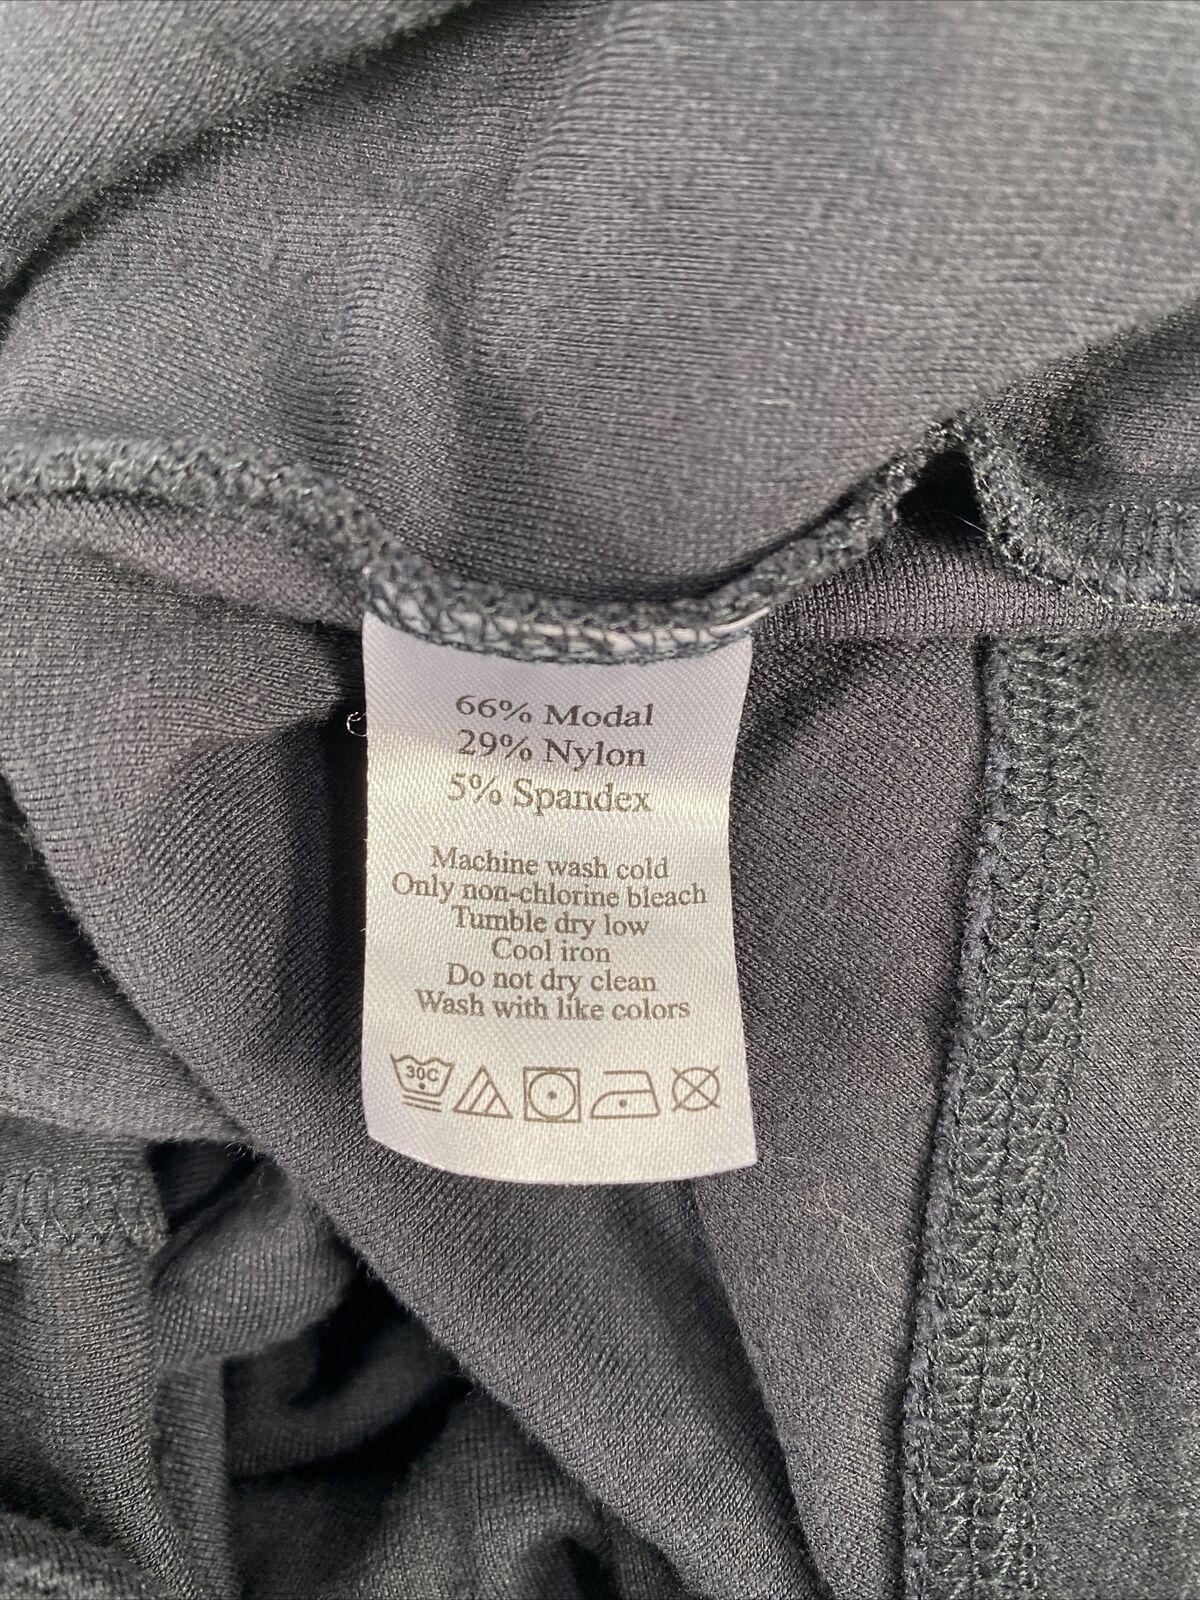 66% Modal
29% Nylon
5% Spandex
Machine wash cold
Only non-chlorine bleach
Tumble dry low
Cool iron
Do not dry clean
Wash with like colors
30C